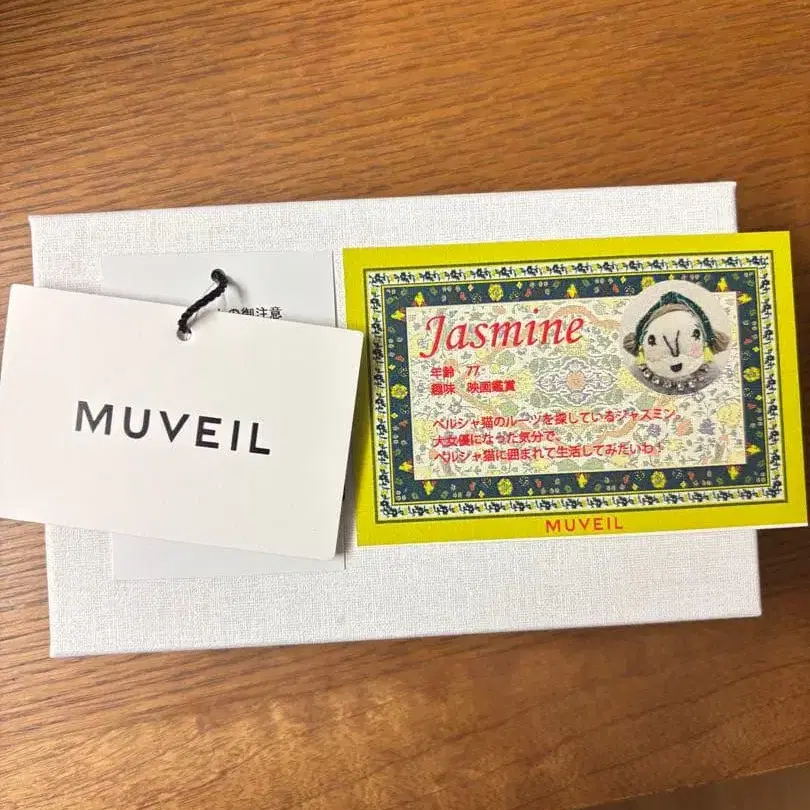 の御注意
MUVEIL
Jasmine
年齢 77
趣味 映画鑑賞
ペルシャ猫のルーツを探しているジャスミン。
大女優になった気分で、
ペルシャ猫に囲まれて生活してみたいわ！
MUVEIL